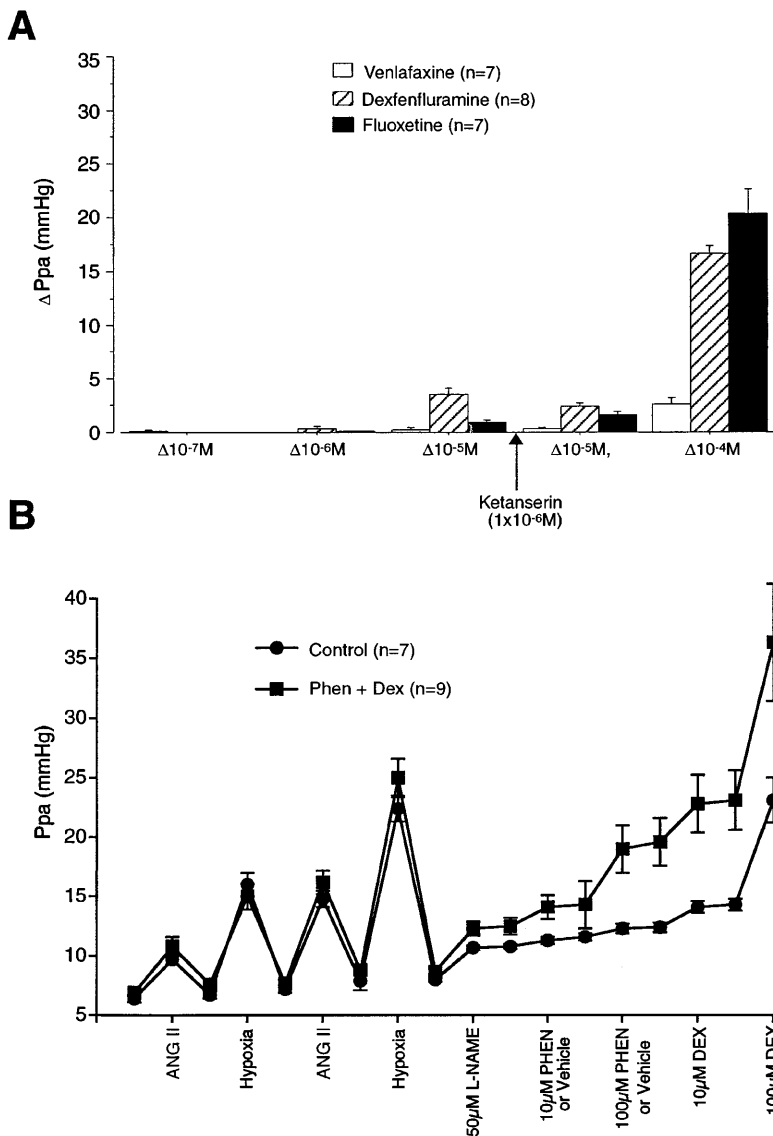 A
35
30
25
20
15
10
5
0
Δ Ppa (mmHg)
Venlafaxine (n=7)
Dexfenfluramine (n=8)
Fluoxetine (n=7)
Δ10-7M
Δ10-6M
Δ10-5M
Δ10-5M,
Δ10-4M
Ketanserin
(1x10-6M)
B
40
35
30
25
20
15
10
5
Ppa (mmHg)
Control (n=7)
Phen + Dex (n=9)
ANG II
Hypoxia
ANG II
Hypoxia
50µM L-NAME
10µM PHEN
or Vehicle
100µM PHEN
or Vehicle
10µM DEX
100µM DEX